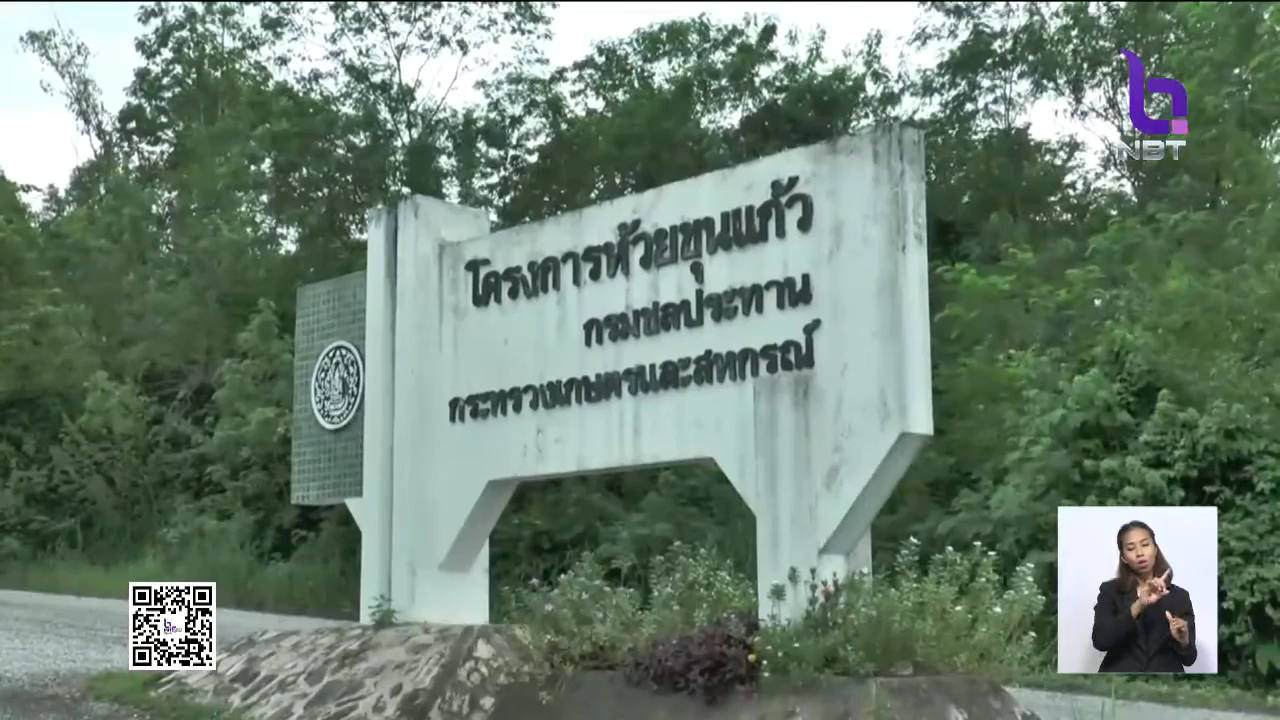 NBT
โครงการห้วยขุนแก้ว
กรมชลประทาน
กระทรวงเกษตรและสหกรณ์